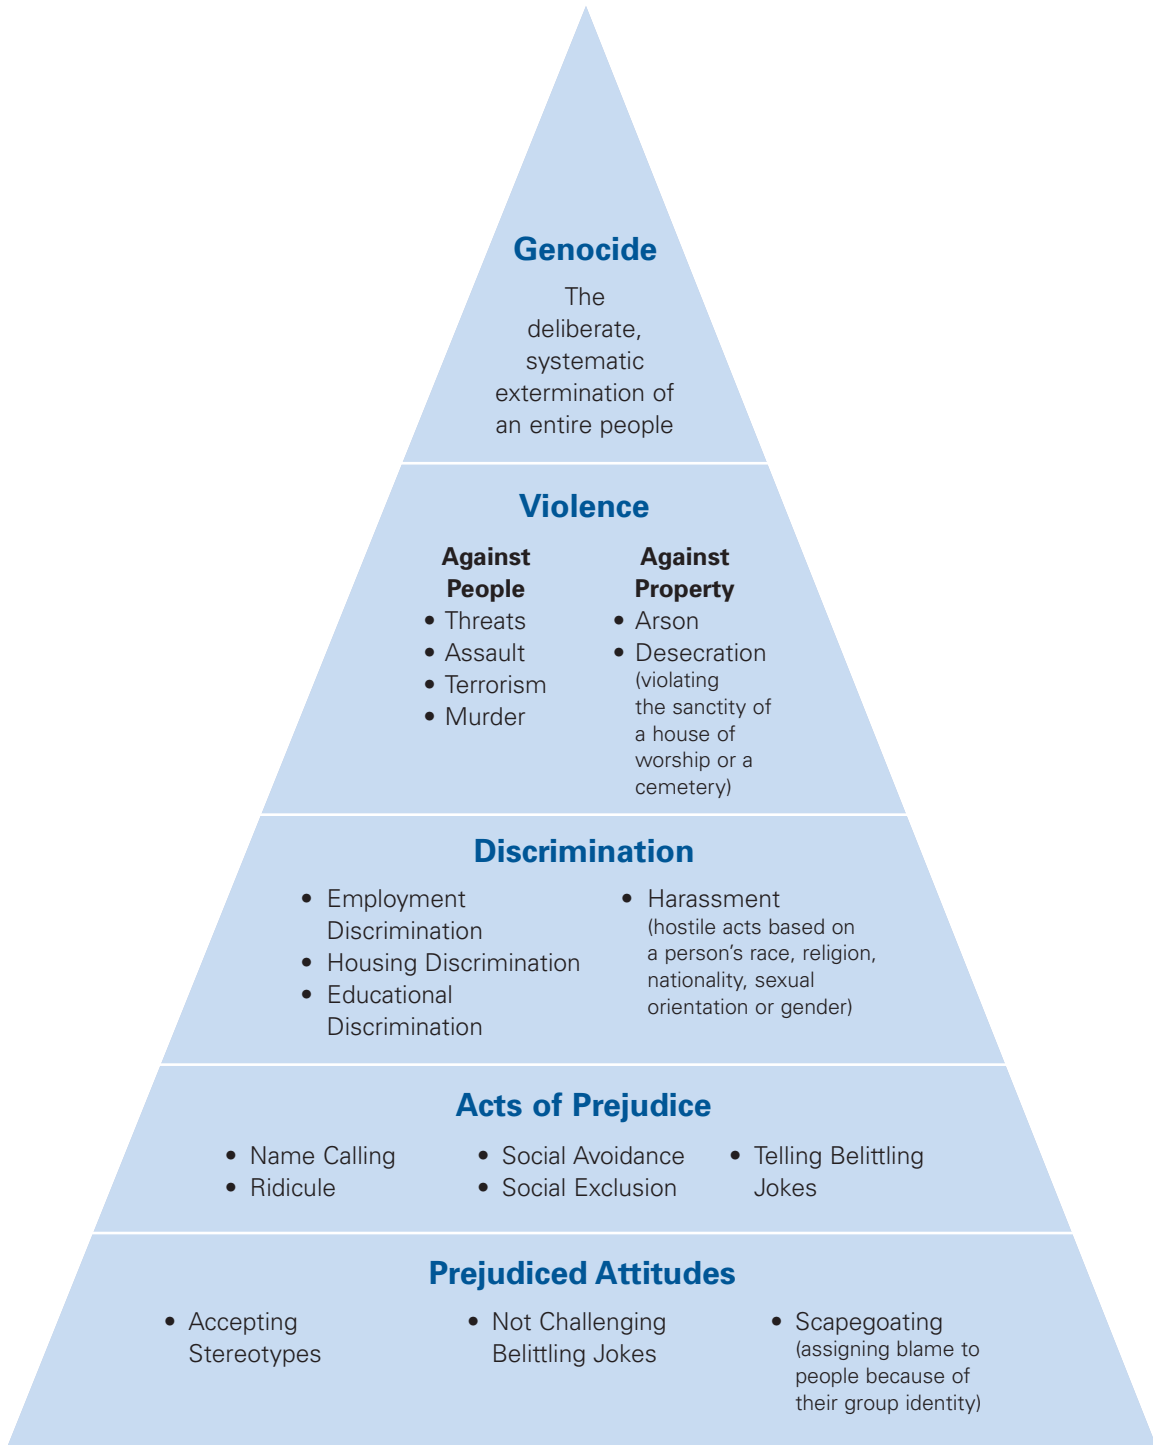 Genocide
The
deliberate,
systematic
extermination of
an entire people
Violence
Against
People
• Threats
• Assault
• Terrorism
• Murder
Against
Property
• Arson
• Desecration
(violating
the sanctity of
a house of
worship or a
cemetery)
Discrimination
• Employment
Discrimination
• Housing Discrimination
• Educational
Discrimination
• Harassment
(hostile acts based on
a person’s race, religion,
nationality, sexual
orientation or gender)
Acts of Prejudice
• Name Calling
• Ridicule
• Social Avoidance
• Social Exclusion
• Telling Belittling
Jokes
Prejudiced Attitudes
• Accepting
Stereotypes
• Not Challenging
Belittling Jokes
• Scapegoating
(assigning blame to
people because of
their group identity)